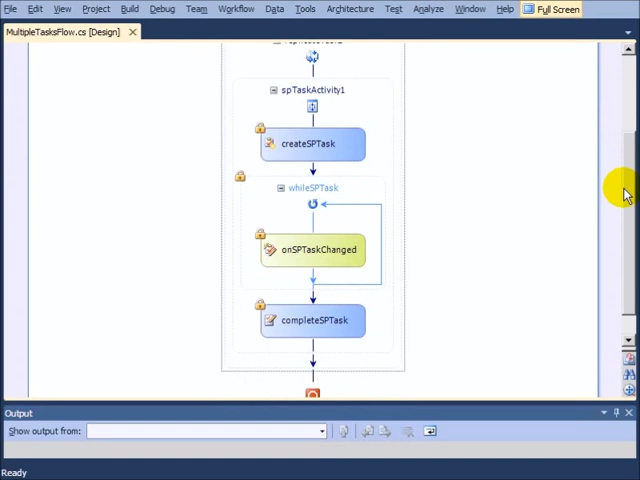 File Edit View Project Build Debug Team Workflow Data Tools Architecture Test Analyze Window Help Full Screen
MultipleTasksFlow.cs [Design]
spTaskActivity1
createSPTask
whileSPTask
onSPTaskChanged
completeSPTask
Output
Show output from:
Ready